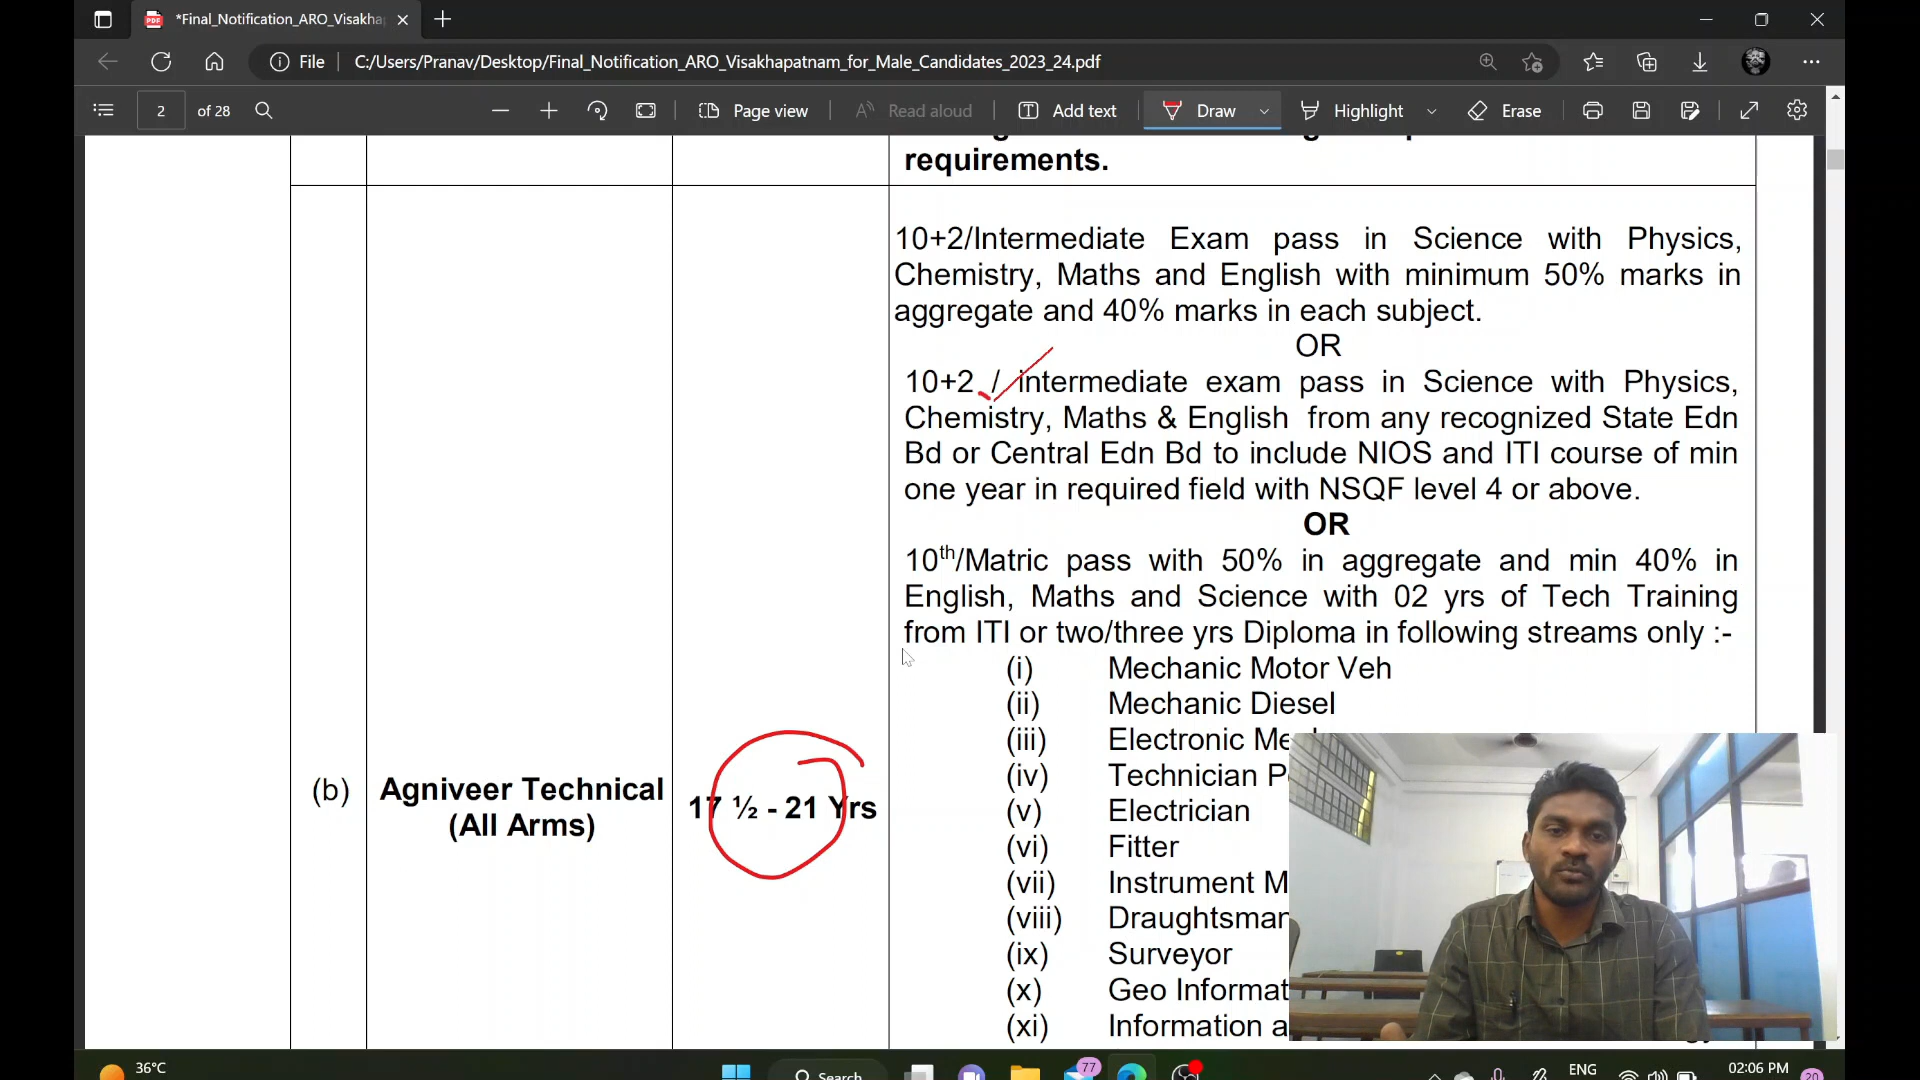 *Final_Notification_ARO_Visakha
File
C:/Users/Pranav/Desktop/Final_Notification_ARO_Visakhapatnam_for_Male_Candidates_2023_24.pdf
2 of 28
Page view
Read aloud
Add text
Draw
Highlight
Erase
requirements.
10+2/Intermediate Exam pass in Science with Physics,
Chemistry, Maths and English with minimum 50% marks in
aggregate and 40% marks in each subject.
OR
10+2 / intermediate exam pass in Science with Physics,
Chemistry, Maths & English from any recognized State Edn
Bd or Central Edn Bd to include NIOS and ITI course of min
one year in required field with NSQF level 4 or above.
OR
10th/Matric pass with 50% in aggregate and min 40% in
English, Maths and Science with 02 yrs of Tech Training
from ITI or two/three yrs Diploma in following streams only :-
(i) Mechanic Motor Veh
(ii) Mechanic Diesel
(iii) Electronic Me
(iv) Technician P
(v) Electrician
(vi) Fitter
(vii) Instrument M
(viii) Draughtsman
(ix) Surveyor
(x) Geo Informat
(xi) Information a
(b) Agniveer Technical
(All Arms)
17 ½ - 21 Yrs
36°C
Search
77
ENG
02:06 PM
20